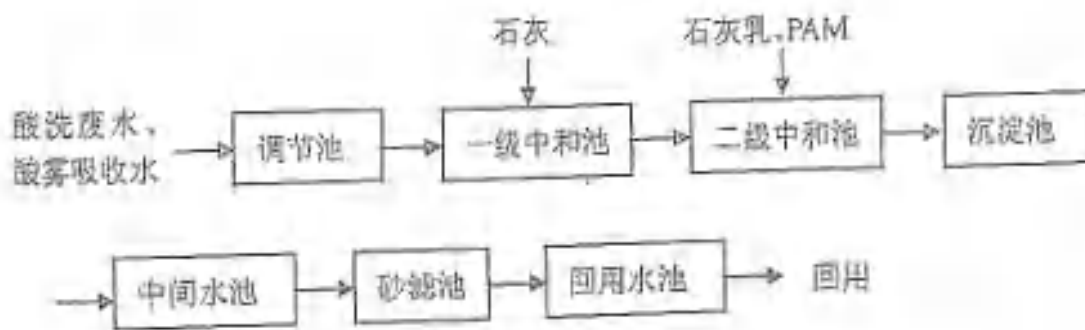 石灰
石灰乳、PAM
酸洗废水、
酸雾吸收水
调节池
一级中和池
二级中和池
沉淀池
中间水池
砂滤池
回用水池
回用